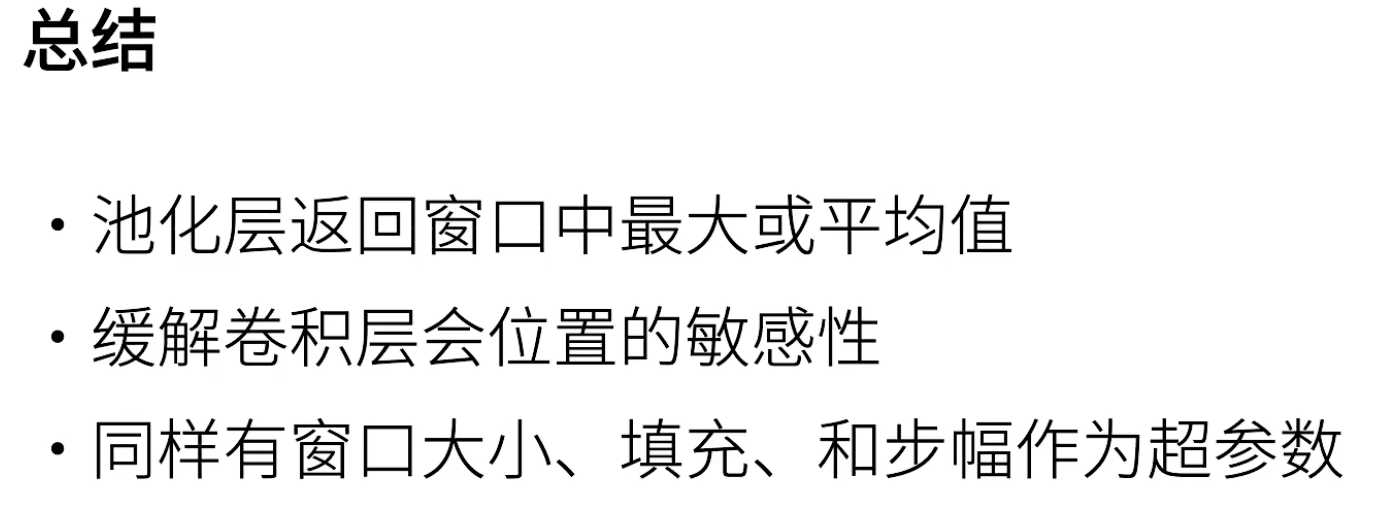 总结
• 池化层返回窗口中最大或平均值
• 缓解卷积层会位置的敏感性
• 同样有窗口大小、填充、和步幅作为超参数